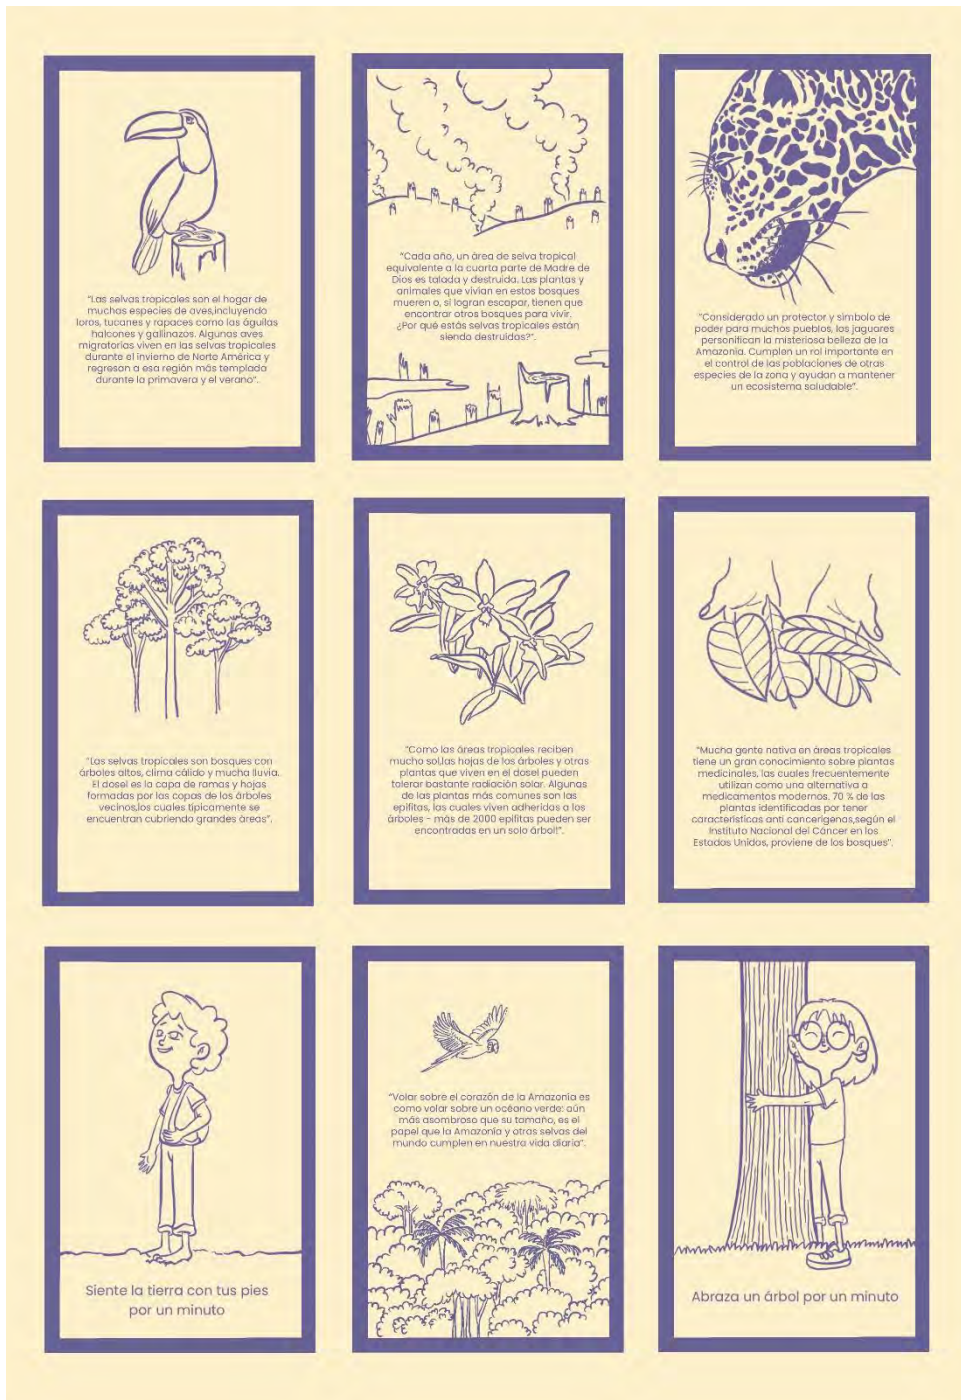 “Las selvas tropicales son el hogar de
muchas especies de aves,incluyendo
loros, tucanes y rapaces como las águilas
halcones y gallinazos. Algunas aves
migratorias viven en las selvas tropicales
durante el invierno de Norte América y
regresan a esa región más templada
durante la primavera y el verano”.
“Cada año, un área de selva tropical
equivalente a la cuarta parte de Madre de
Dios es talada y destruida. Las plantas y
animales que vivían en estos bosques
mueren o, si logran escapar, tienen que
encontrar otros bosques para vivir.
¿Por qué estás selvas tropicales están
siendo destruidas?”.
“Considerado un protector y símbolo de
poder para muchos pueblos, los jaguares
personifican la misteriosa belleza de la
Amazonía. Cumplen un rol importante en
el control de las poblaciones de otras
especies de la zona y ayudan a mantener
un ecosistema saludable”.
“Las selvas tropicales son bosques con
árboles altos, clima cálido y mucha lluvia.
El dosel es la capa de ramas y hojas
formadas por las copas de los árboles
vecinos,los cuales típicamente se
encuentran cubriendo grandes áreas”.
“Como las áreas tropicales reciben
mucho sol,las hojas de los árboles y otras
plantas que viven en el dosel pueden
tolerar bastante radiación solar. Algunas
de las plantas más comunes son las
epífitas, las cuales viven adheridas a los
árboles - más de 2000 epífitas pueden ser
encontradas en un solo árbol!”.
“Mucha gente nativa en áreas tropicales
tiene un gran conocimiento sobre plantas
medicinales, las cuales frecuentemente
utilizan como una alternativa a
medicamentos modernos. 70 % de las
plantas identificadas por tener
características anti cancerígenas,según el
Instituto Nacional del Cáncer en los
Estados Unidos, proviene de los bosques”.
Siente la tierra con tus pies
por un minuto
“Volar sobre el corazón de la Amazonía es
como volar sobre un océano verde: aún
más asombroso que su tamaño, es el
papel que la Amazonía y otras selvas del
mundo cumplen en nuestra vida diaria”.
Abraza un árbol por un minuto